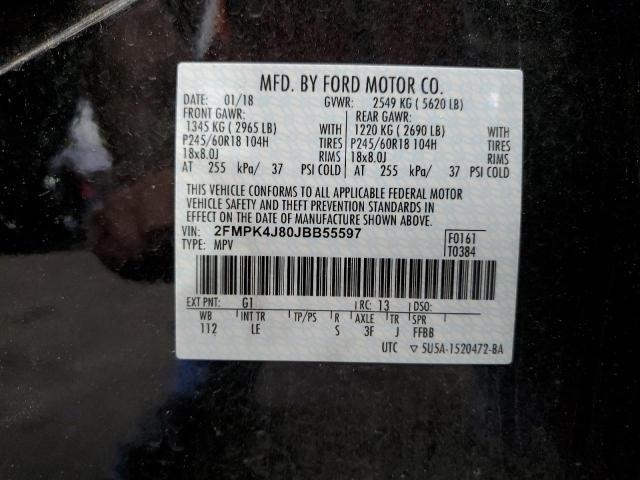 MFD. BY FORD MOTOR CO.
DATE: 01/18 GVWR: 2549 KG ( 5620 LB)
FRONT GAWR: REAR GAWR:
1345 KG ( 2965 LB) WITH 1220 KG ( 2690 LB) WITH
P245/60R18 104H TIRES P245/60R18 104H TIRES
18x8.0J RIMS 18x8.0J RIMS
AT 255 kPa/ 37 PSI COLD AT 255 kPa/ 37 PSI COLD
THIS VEHICLE CONFORMS TO ALL APPLICABLE FEDERAL MOTOR
VEHICLE SAFETY AND THEFT PREVENTION STANDARDS IN
EFFECT ON THE DATE OF MANUFACTURE SHOWN ABOVE.
VIN: 2FMPK4J80JBB55597 F0161
TYPE: MPV T0384
EXT PNT: G1 RC: 13 DSO:
WB INT TR TP/PS R AXLE TR SPR
112 LE S 3F J FFBB
UTC ▽ 5U5A-1520472-BA